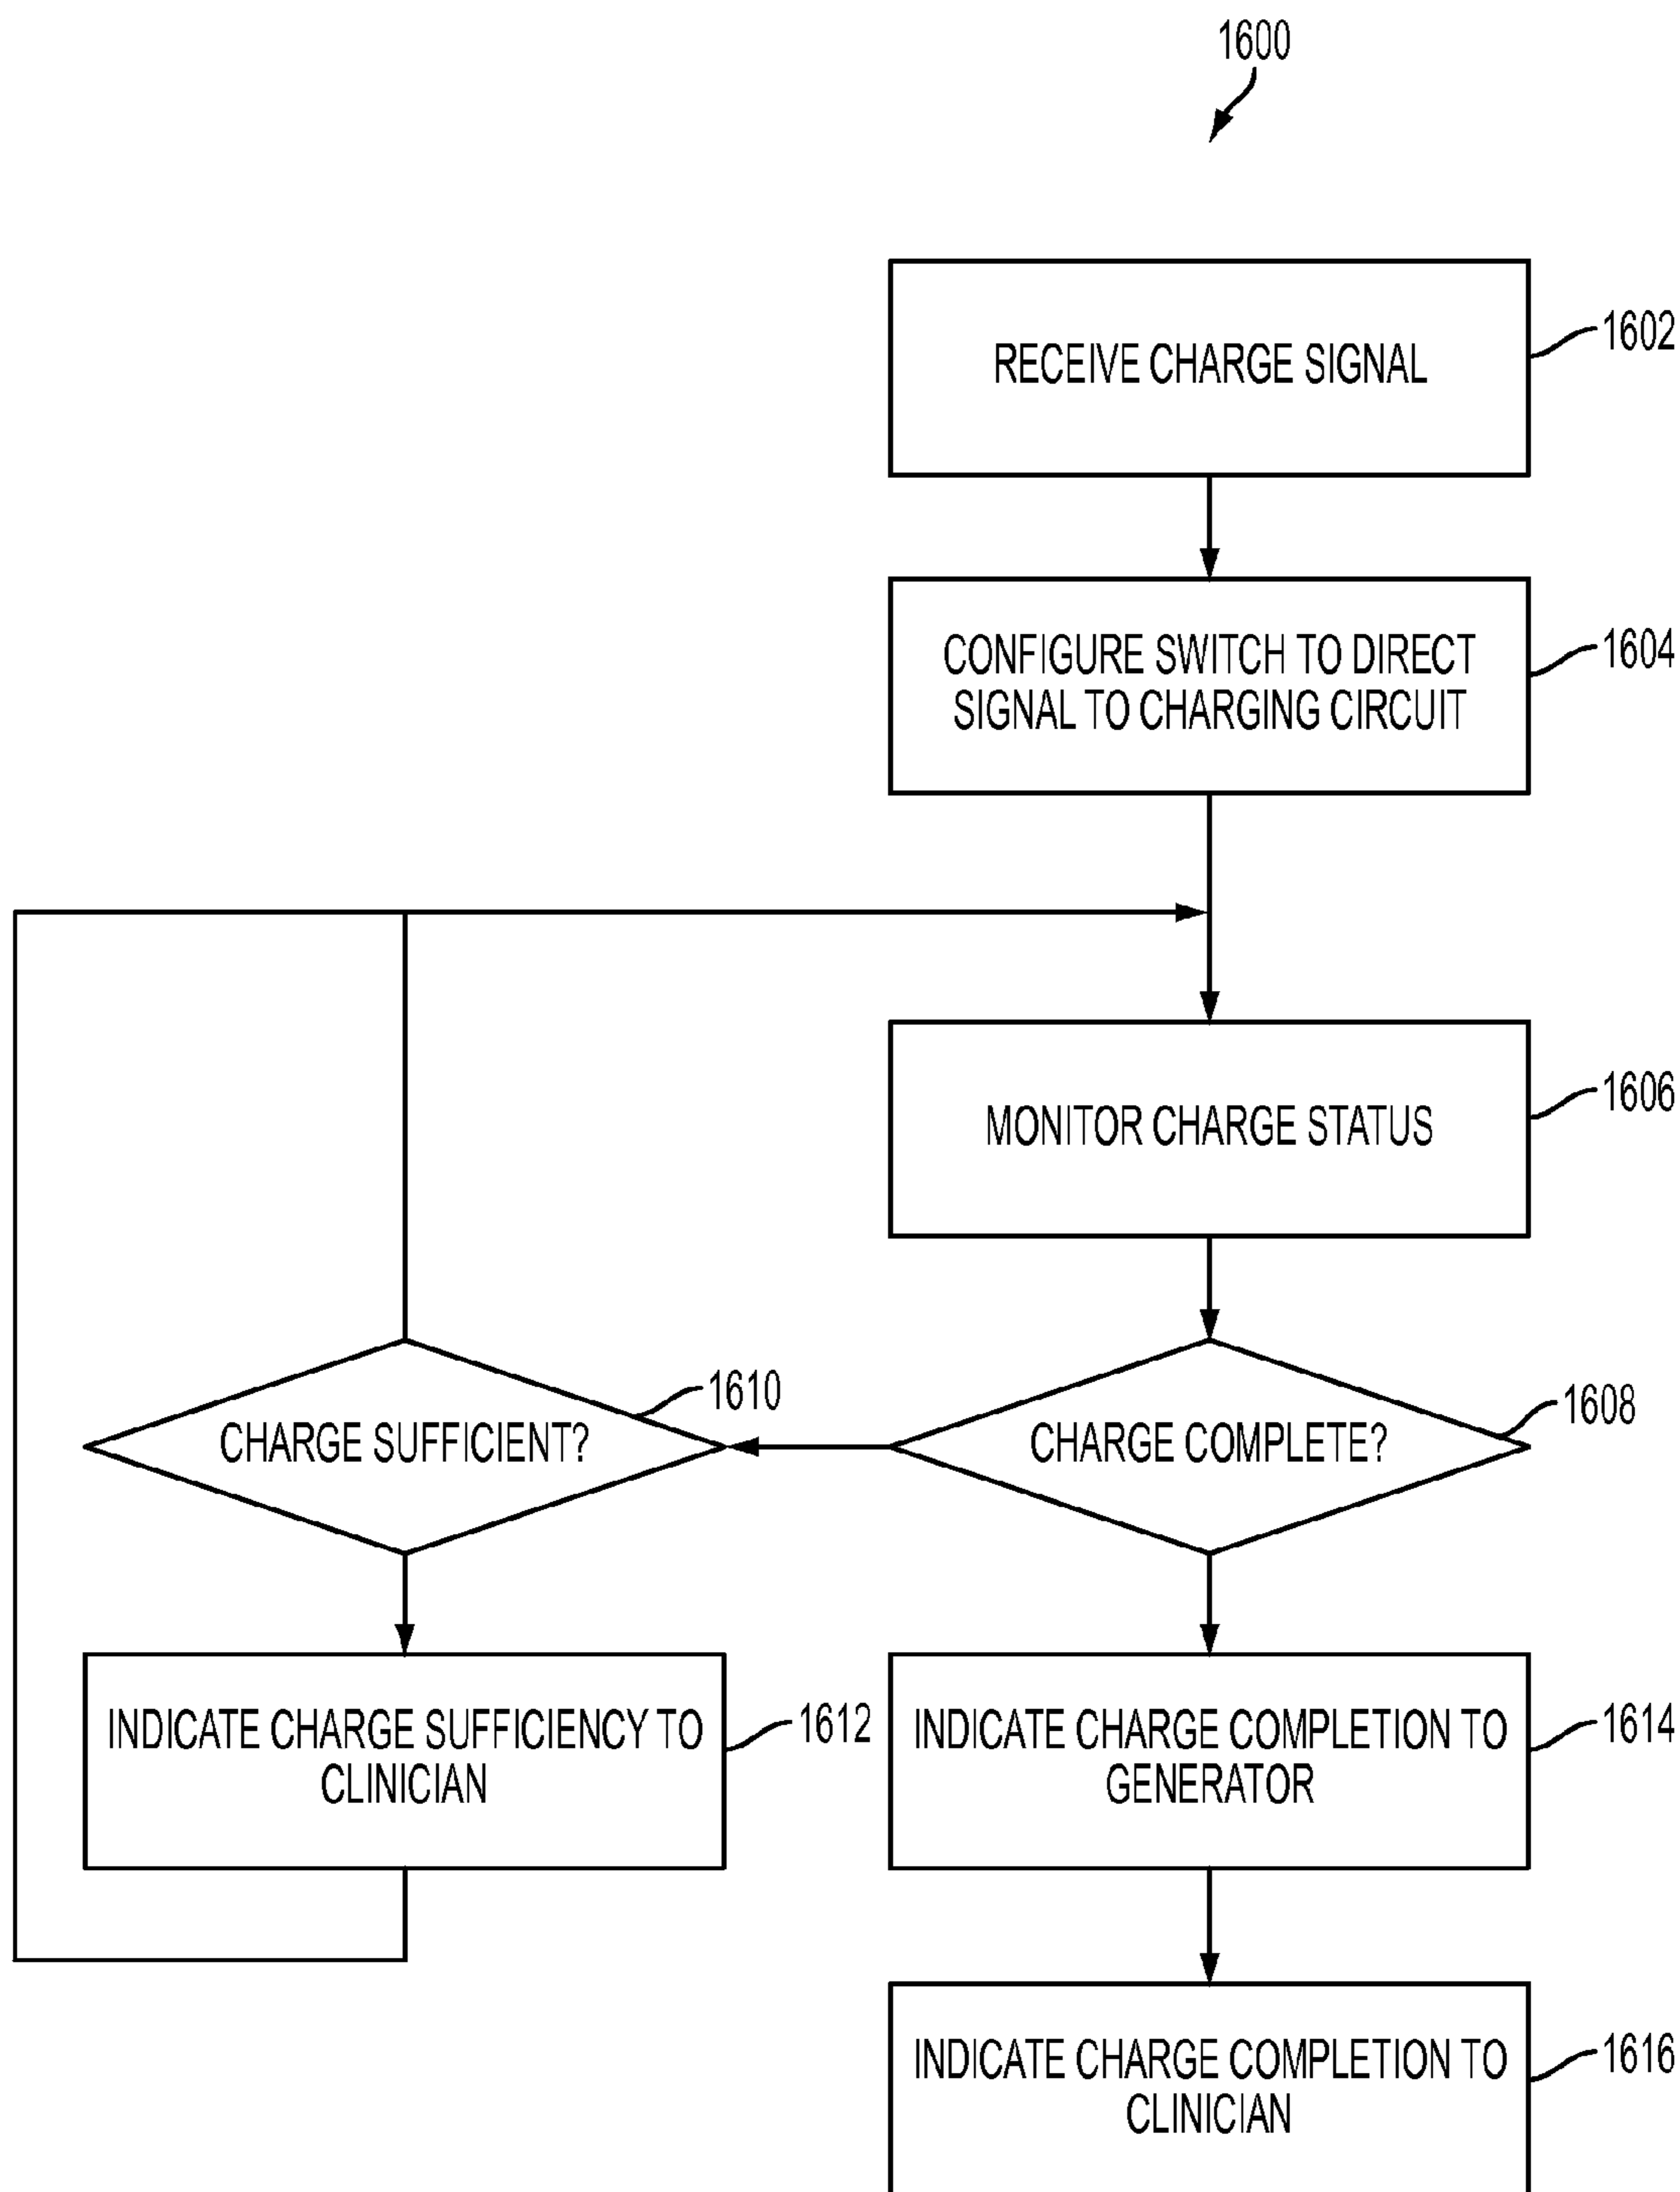 1600
RECEIVE CHARGE SIGNAL
1602
CONFIGURE SWITCH TO DIRECT
SIGNAL TO CHARGING CIRCUIT
1604
MONITOR CHARGE STATUS
1606
CHARGE SUFFICIENT?
1610
CHARGE COMPLETE?
1608
INDICATE CHARGE SUFFICIENCY TO
CLINICIAN
1612
INDICATE CHARGE COMPLETION TO
GENERATOR
1614
INDICATE CHARGE COMPLETION TO
CLINICIAN
1616